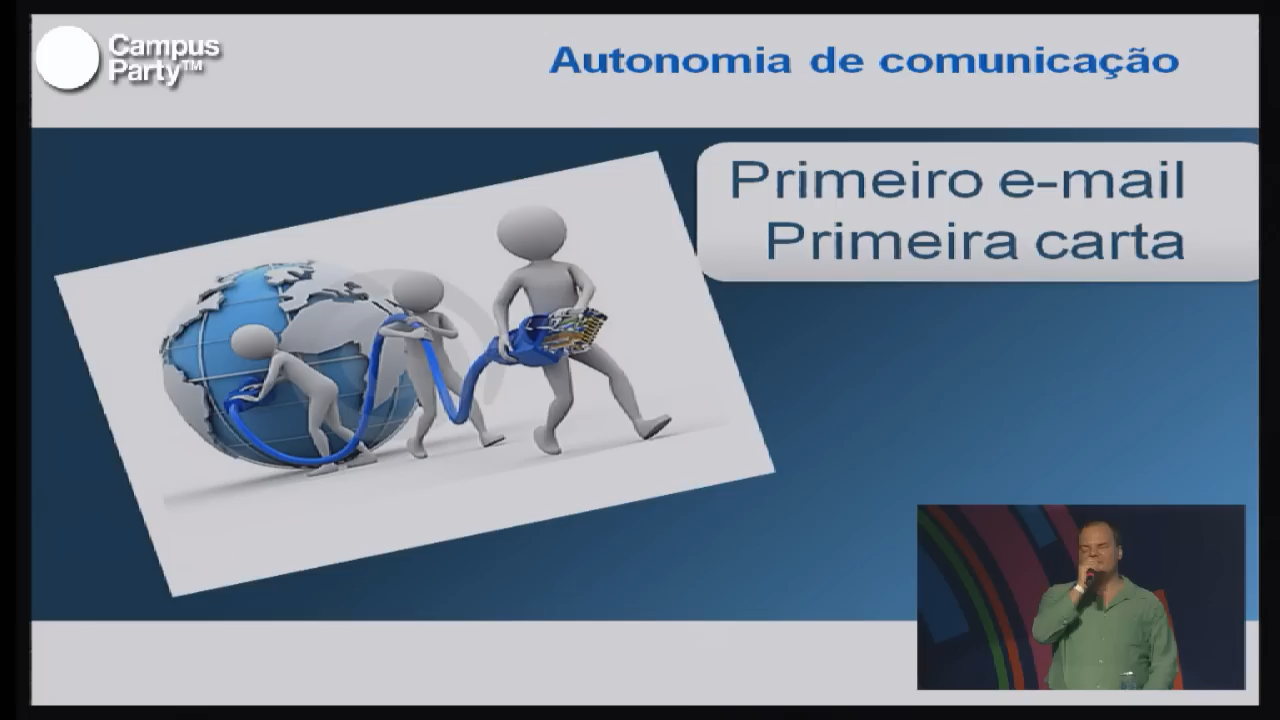 Campus
Party™
Autonomia de comunicação
Primeiro e-mail
Primeira carta